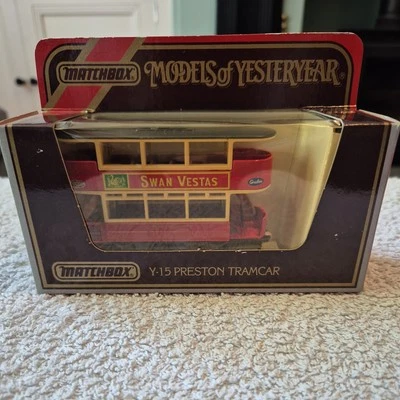 MATCHBOX
MODELS of YESTERYEAR®
SWAN VESTAS
MATCHBOX
Y-15 PRESTON TRAMCAR